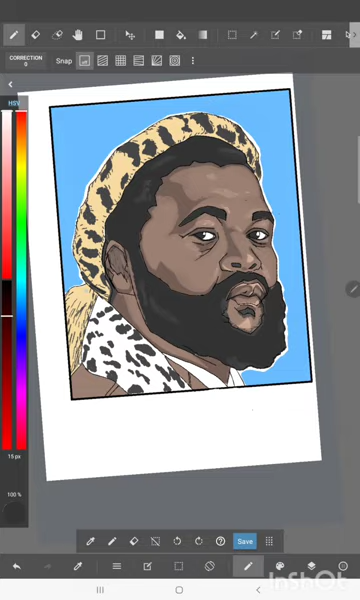 CORRECTION
0
Snap
HSV
15 px
100 %
Save
InShOt